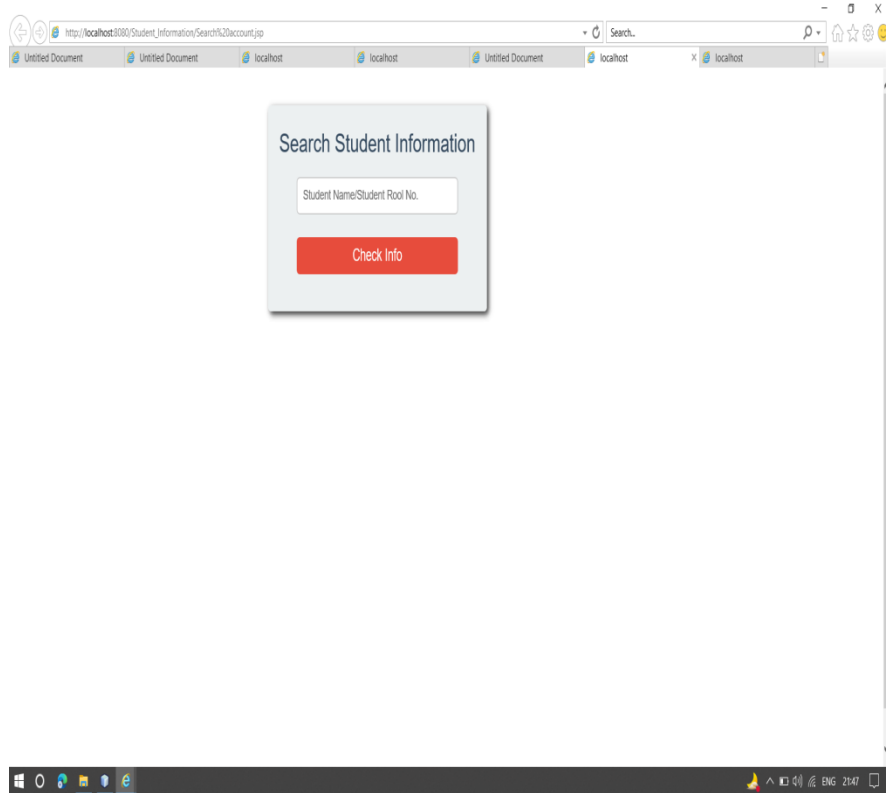 http://localhost:8080/Student_Information/Search%20account.jsp
Search...
Untitled Document
Untitled Document
localhost
localhost
Untitled Document
localhost
localhost
Search Student Information
Student Name/Student Rool No.
Check Info
ENG 21:47